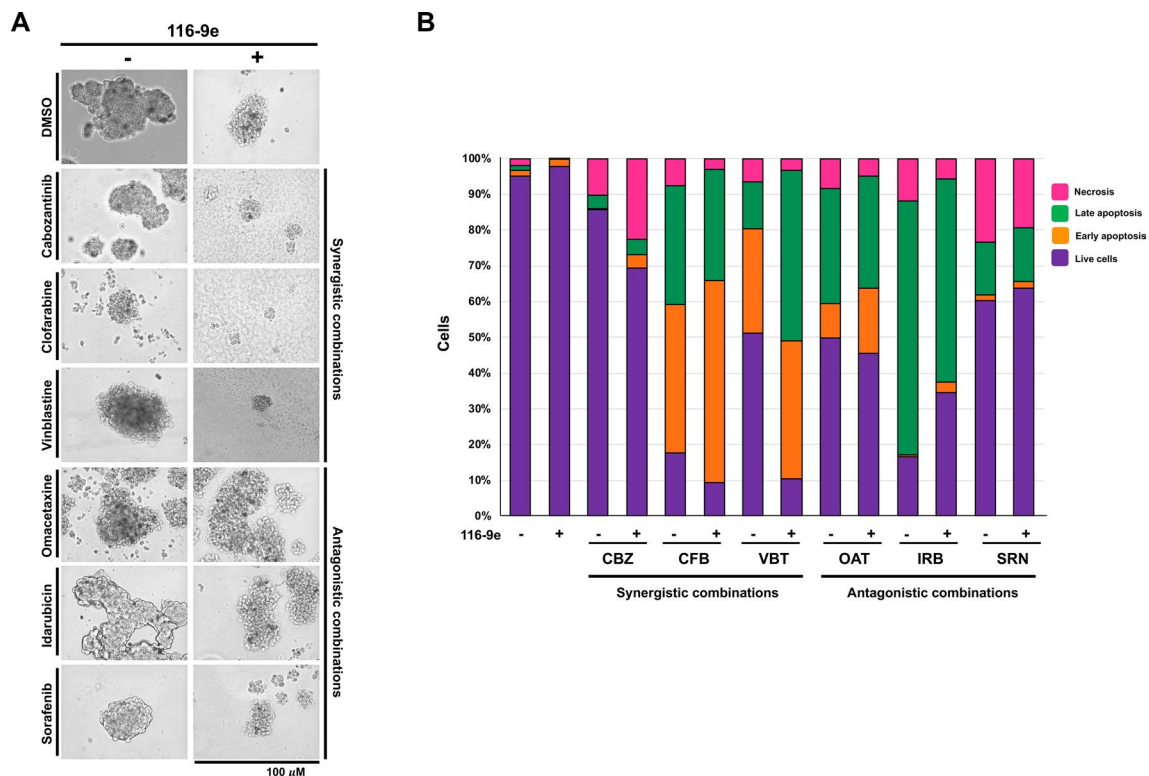 A
116-9e
- +
DMSO
Cabozantinib
Clofarabine
Vinblastine
Omacetaxine
Idarubicin
Sorafenib
Synergistic combinations
Antagonistic combinations
100 µM
B
Cells
100%
90%
80%
70%
60%
50%
40%
30%
20%
10%
0%
116-9e - + - + - + - + - + - + - +
CBZ CFB VBT OAT IRB SRN
Synergistic combinations Antagonistic combinations
Necrosis
Late apoptosis
Early apoptosis
Live cells